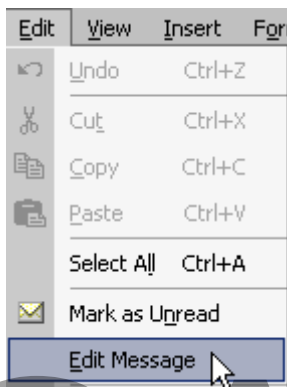 Edit View Insert For
Undo Ctrl+Z
Cut Ctrl+X
Copy Ctrl+C
Paste Ctrl+V
Select All Ctrl+A
Mark as Unread
Edit Message